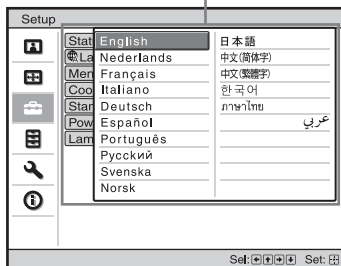 Setup
Stat
La
Men
Coo
Star
Pow
Lam
English
Nederlands
Français
Italiano
Deutsch
Español
Português
Русский
Svenska
Norsk
日本語
中文(简体字)
中文(繁體字)
한국어
ภาษาไทย
عربي
Sel: Set: